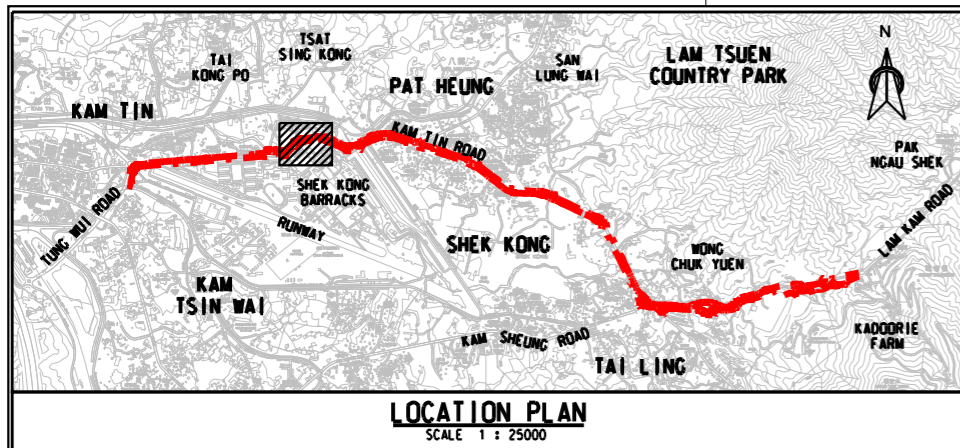 TSAT
SING KONG
TAI
KONG PO
SAN
LUNG WAI
LAM TSUEN
COUNTRY PARK
N
PAT HEUNG
KAM TIN
KAM TIN ROAD
PAK
NGAU SHEK
SHEK KONG
BARRACKS
TUNG WUI ROAD
RUNWAY
LAM KAM ROAD
SHEK KONG
WONG
CHUK YUEN
KAM
TSIN WAI
KAM SHEUNG ROAD
KADOORIE
FARM
TAI LING
LOCATION PLAN
SCALE 1 : 25000